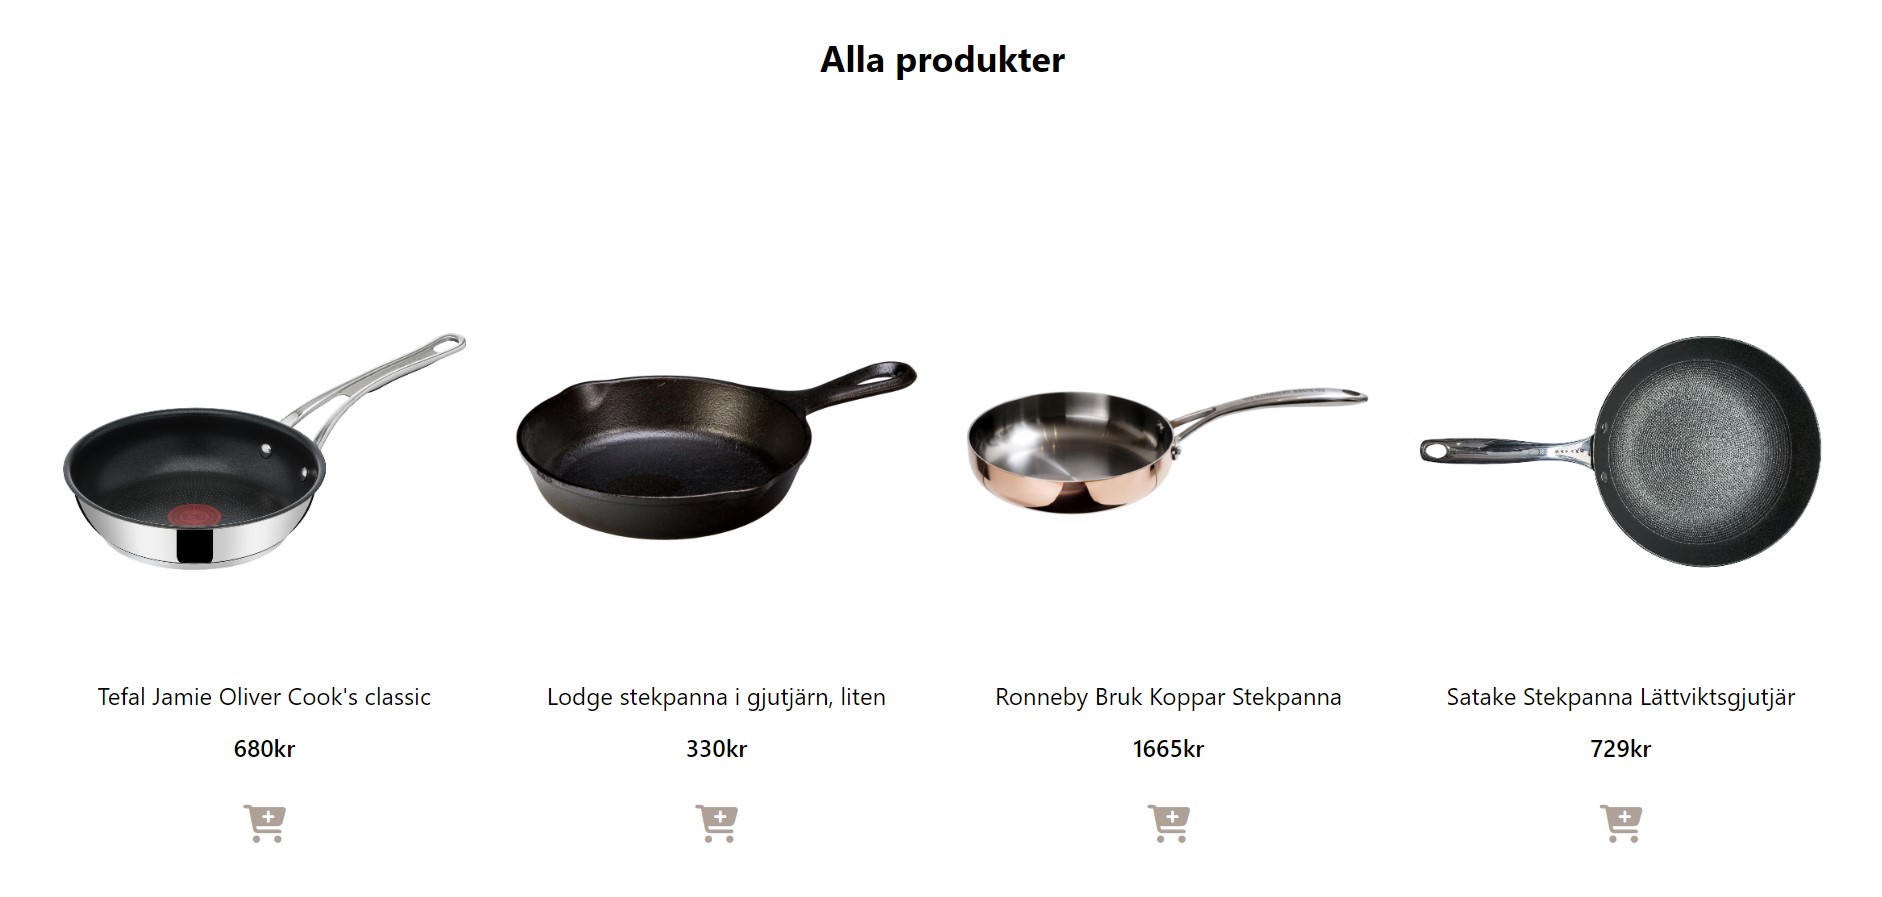 Alla produkter
Tefal Jamie Oliver Cook's classic
680kr
Lodge stekpanna i gjutjärn, liten
330kr
Ronneby Bruk Koppar Stekpanna
1665kr
Satake Stekpanna Lättviktsgjutjär
729kr